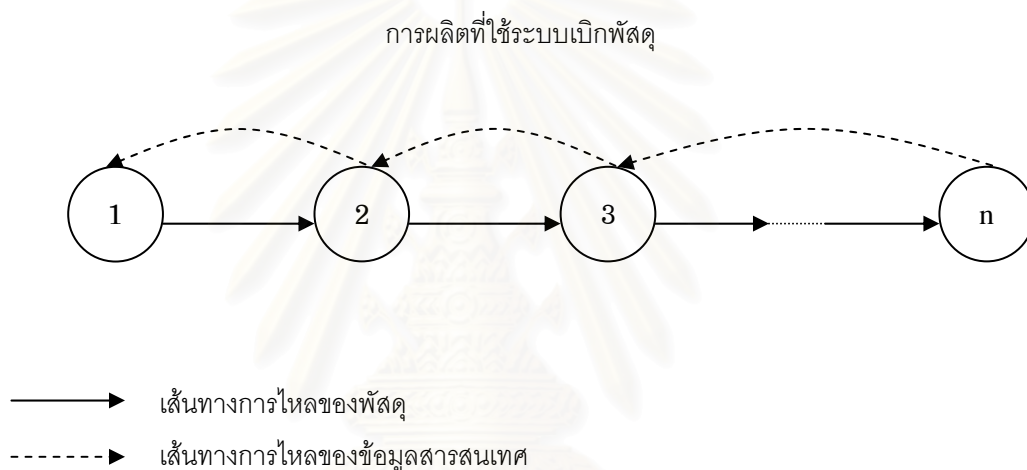 การผลิตที่ใช้ระบบเบิกพัสดุ
1 2 3 n
เส้นทางการไหลของพัสดุ
เส้นทางการไหลของข้อมูลสารสนเทศ